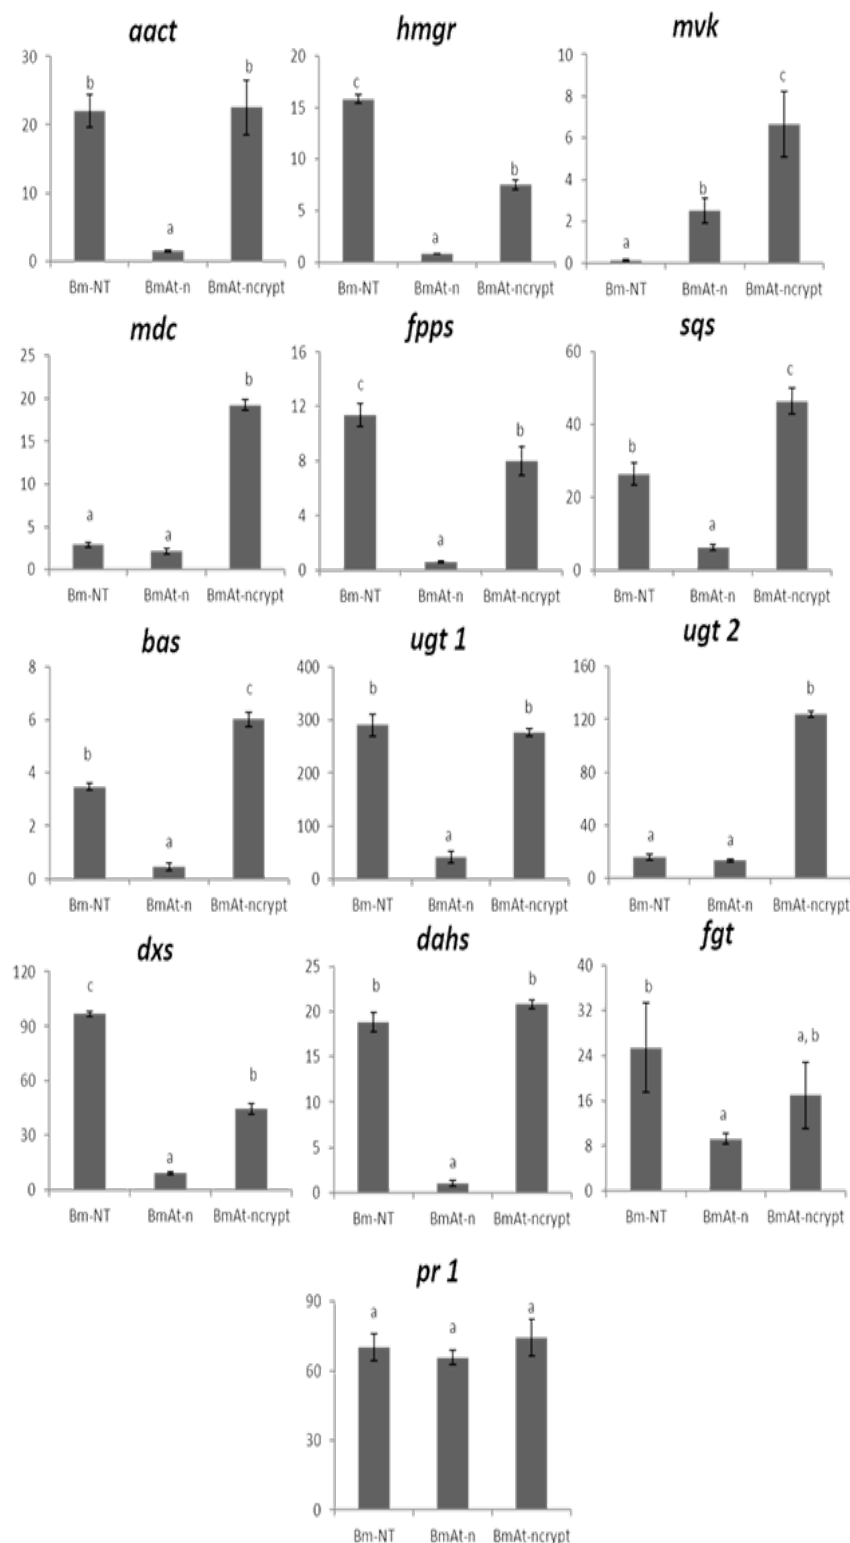 aact
30
20
10
0
b
a
b
Bm-NT BmAt-n BmAt-ncrypt
hmgr
20
15
10
5
0
c
a
b
Bm-NT BmAt-n BmAt-ncrypt
mvk
10
8
6
4
2
0
a
b
c
Bm-NT BmAt-n BmAt-ncrypt
mdc
25
20
15
10
5
0
a
a
b
Bm-NT BmAt-n BmAt-ncrypt
fpps
16
12
8
4
0
c
a
b
Bm-NT BmAt-n BmAt-ncrypt
sqs
60
40
20
0
b
a
c
Bm-NT BmAt-n BmAt-ncrypt
bas
8
6
4
2
0
b
a
c
Bm-NT BmAt-n BmAt-ncrypt
ugt 1
400
300
200
100
0
b
a
b
Bm-NT BmAt-n BmAt-ncrypt
ugt 2
160
120
80
40
0
a
a
b
Bm-NT BmAt-n BmAt-ncrypt
dxs
120
90
60
30
0
c
a
b
Bm-NT BmAt-n BmAt-ncrypt
dahs
25
20
15
10
5
0
b
a
b
Bm-NT BmAt-n BmAt-ncrypt
fgt
40
32
24
16
8
0
b
a
a, b
Bm-NT BmAt-n BmAt-ncrypt
pr 1
90
60
30
0
a
a
a
Bm-NT BmAt-n BmAt-ncrypt